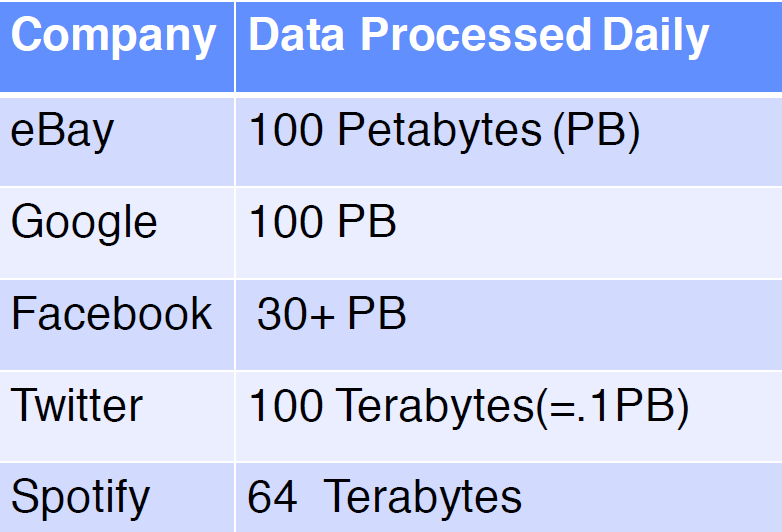 Company Data Processed Daily
eBay 100 Petabytes (PB)
Google 100 PB
Facebook 30+ PB
Twitter 100 Terabytes(=.1PB)
Spotify 64 Terabytes